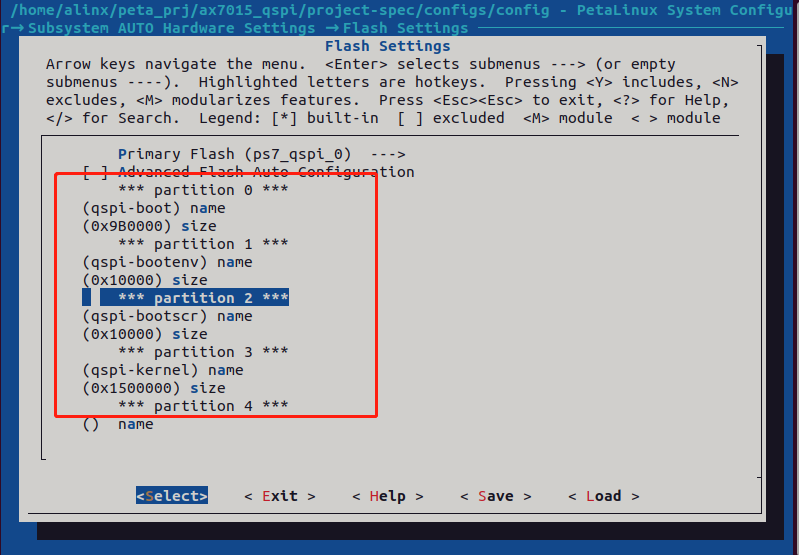 /home/alinx/peta_prj/ax7015_qspi/project-spec/configs/config - PetaLinux System Configu
r→Subsystem AUTO Hardware Settings →Flash Settings
Flash Settings
Arrow keys navigate the menu.  <Enter> selects submenus ---> (or empty
submenus ----).  Highlighted letters are hotkeys.  Pressing <Y> includes, <N>
excludes, <M> modularizes features.  Press <Esc><Esc> to exit, <?> for Help,
</> for Search.  Legend: [*] built-in  [ ] excluded  <M> module  < > module
Primary Flash (ps7_qspi_0)  --->
[ ] Advanced Flash Auto Configuration
*** partition 0 ***
(qspi-boot) name
(0x9B0000) size
*** partition 1 ***
(qspi-bootenv) name
(0x10000) size
*** partition 2 ***
(qspi-bootscr) name
(0x10000) size
*** partition 3 ***
(qspi-kernel) name
(0x1500000) size
*** partition 4 ***
()  name
<Select>    < Exit >    < Help >    < Save >    < Load >